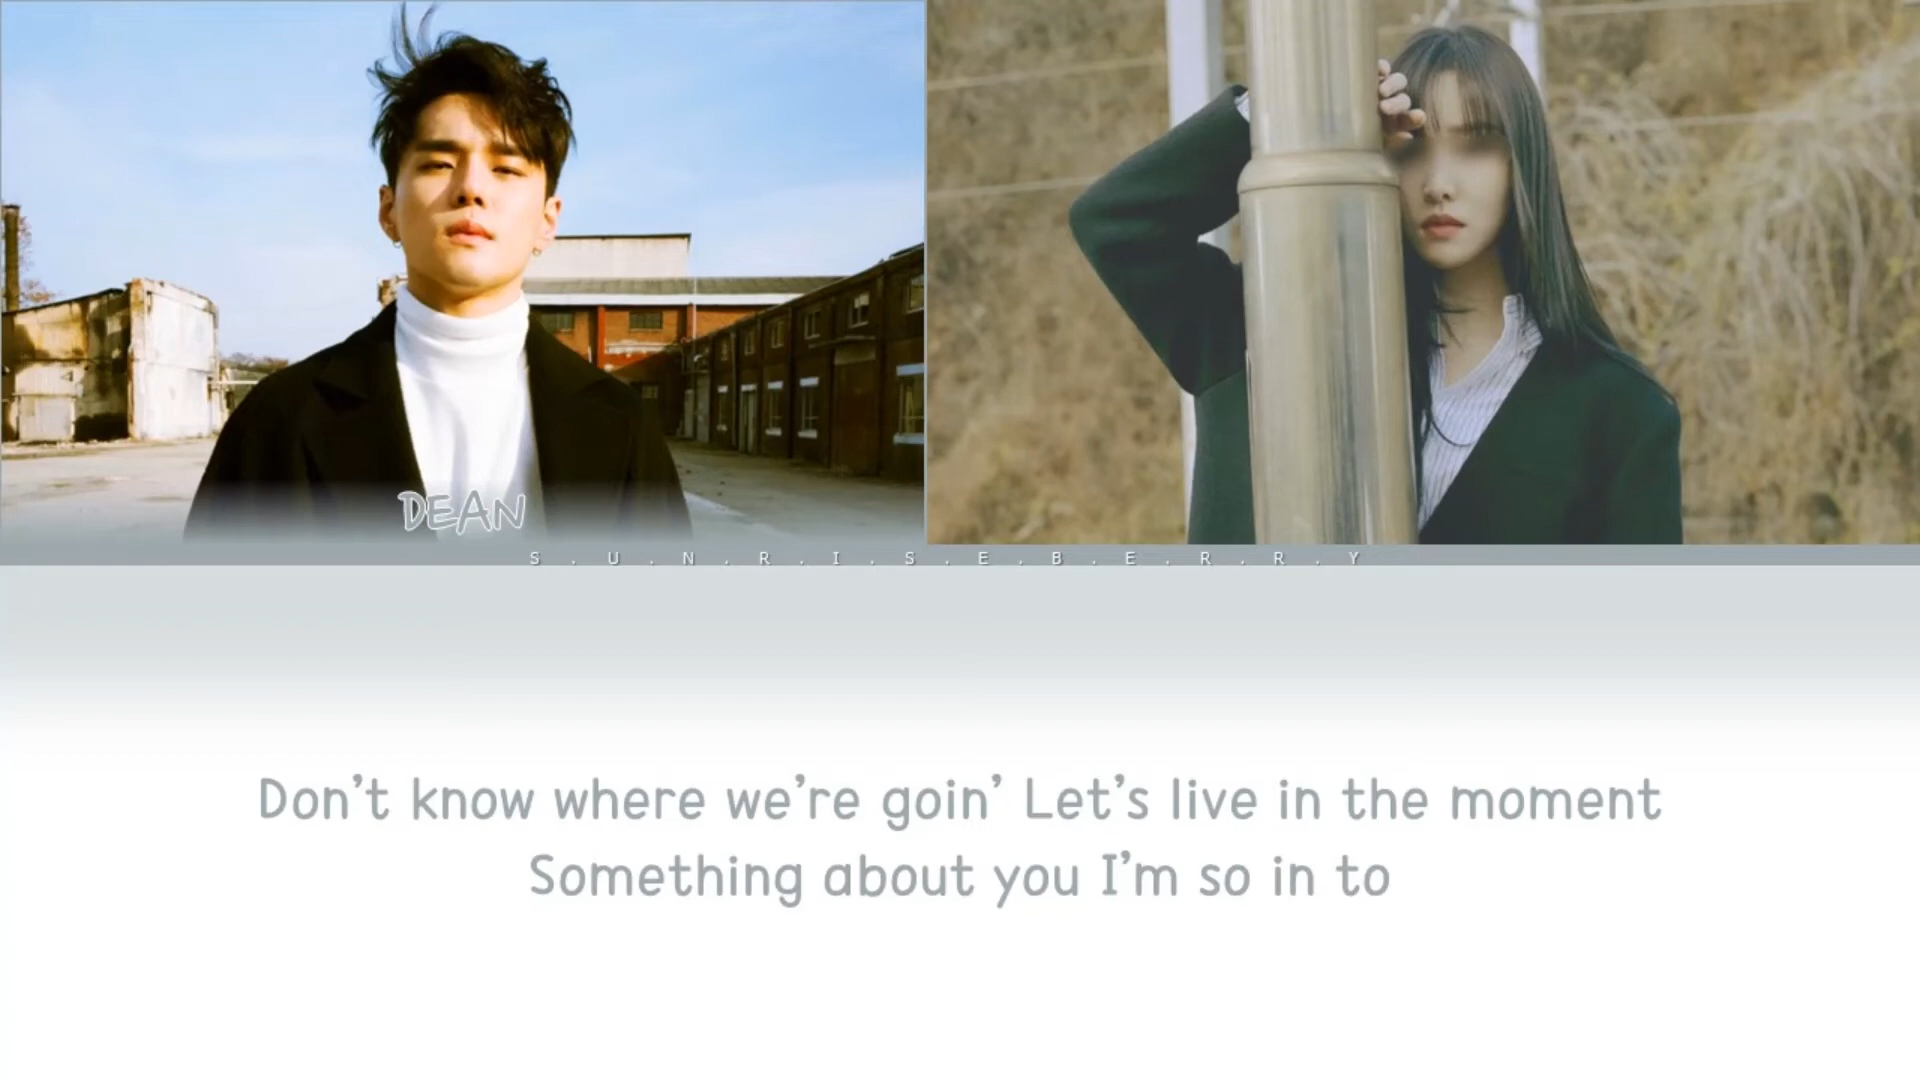 DEAN
S.U.N.R.I.S.E.B.E.R.R.Y
Don't know where we're goin' Let's live in the moment
Something about you I'm so in to